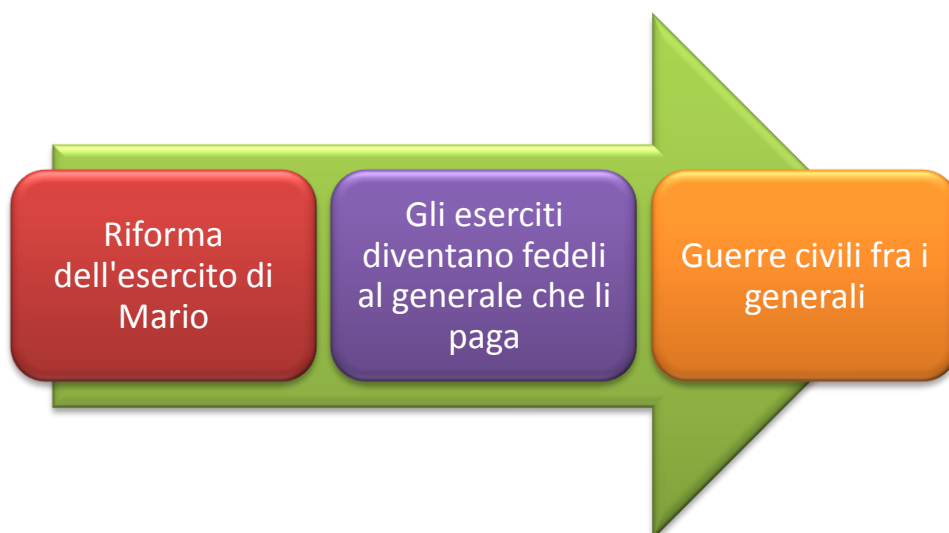 Riforma
dell'esercito di
Mario
Gli eserciti
diventano fedeli
al generale che li
paga
Guerre civili fra i
generali